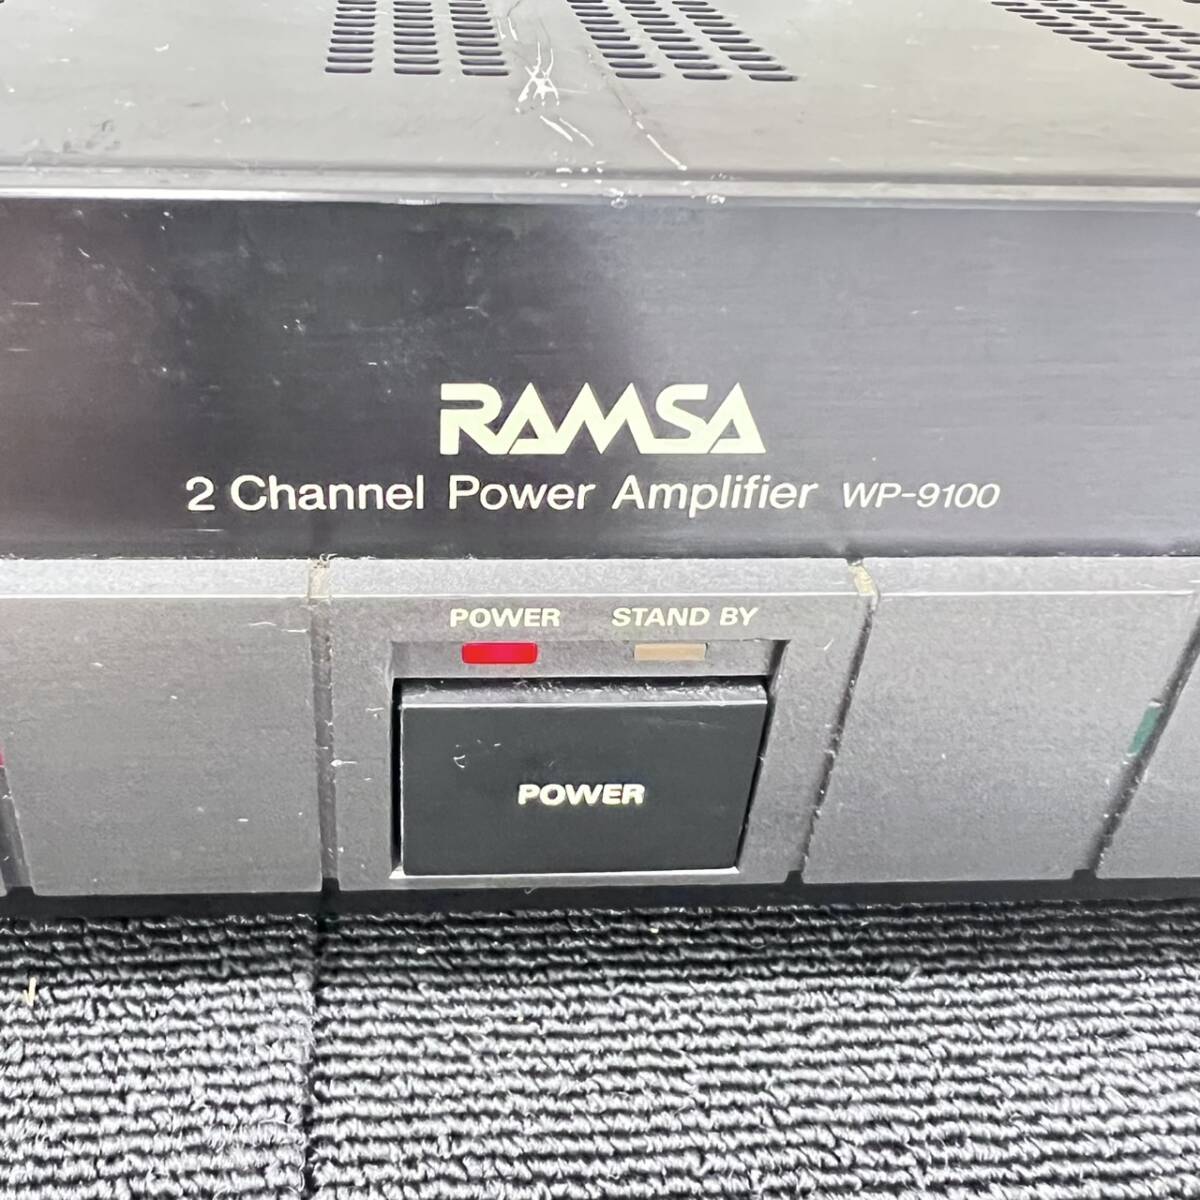 RAMSA
2 Channel Power Amplifier WP-9100
POWER STAND BY
POWER